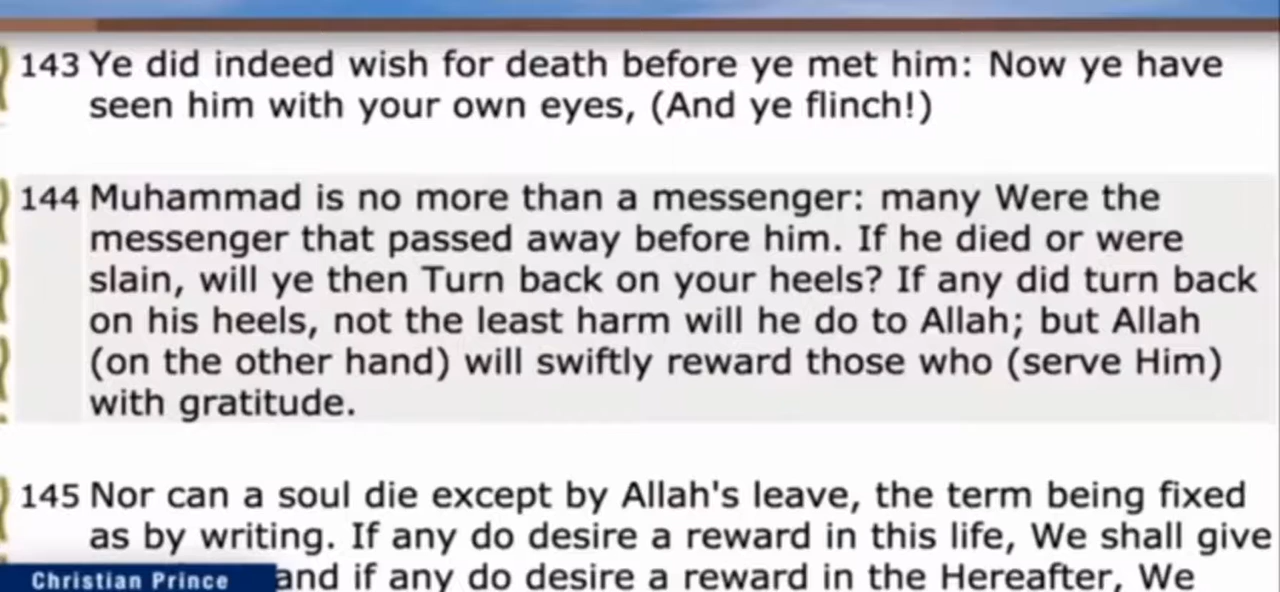 143 Ye did indeed wish for death before ye met him: Now ye have
seen him with your own eyes, (And ye flinch!)
144 Muhammad is no more than a messenger: many Were the
messenger that passed away before him. If he died or were
slain, will ye then Turn back on your heels? If any did turn back
on his heels, not the least harm will he do to Allah; but Allah
(on the other hand) will swiftly reward those who (serve Him)
with gratitude.
145 Nor can a soul die except by Allah's leave, the term being fixed
as by writing. If any do desire a reward in this life, We shall give
and if any do desire a reward in the Hereafter, We
Christian Prince